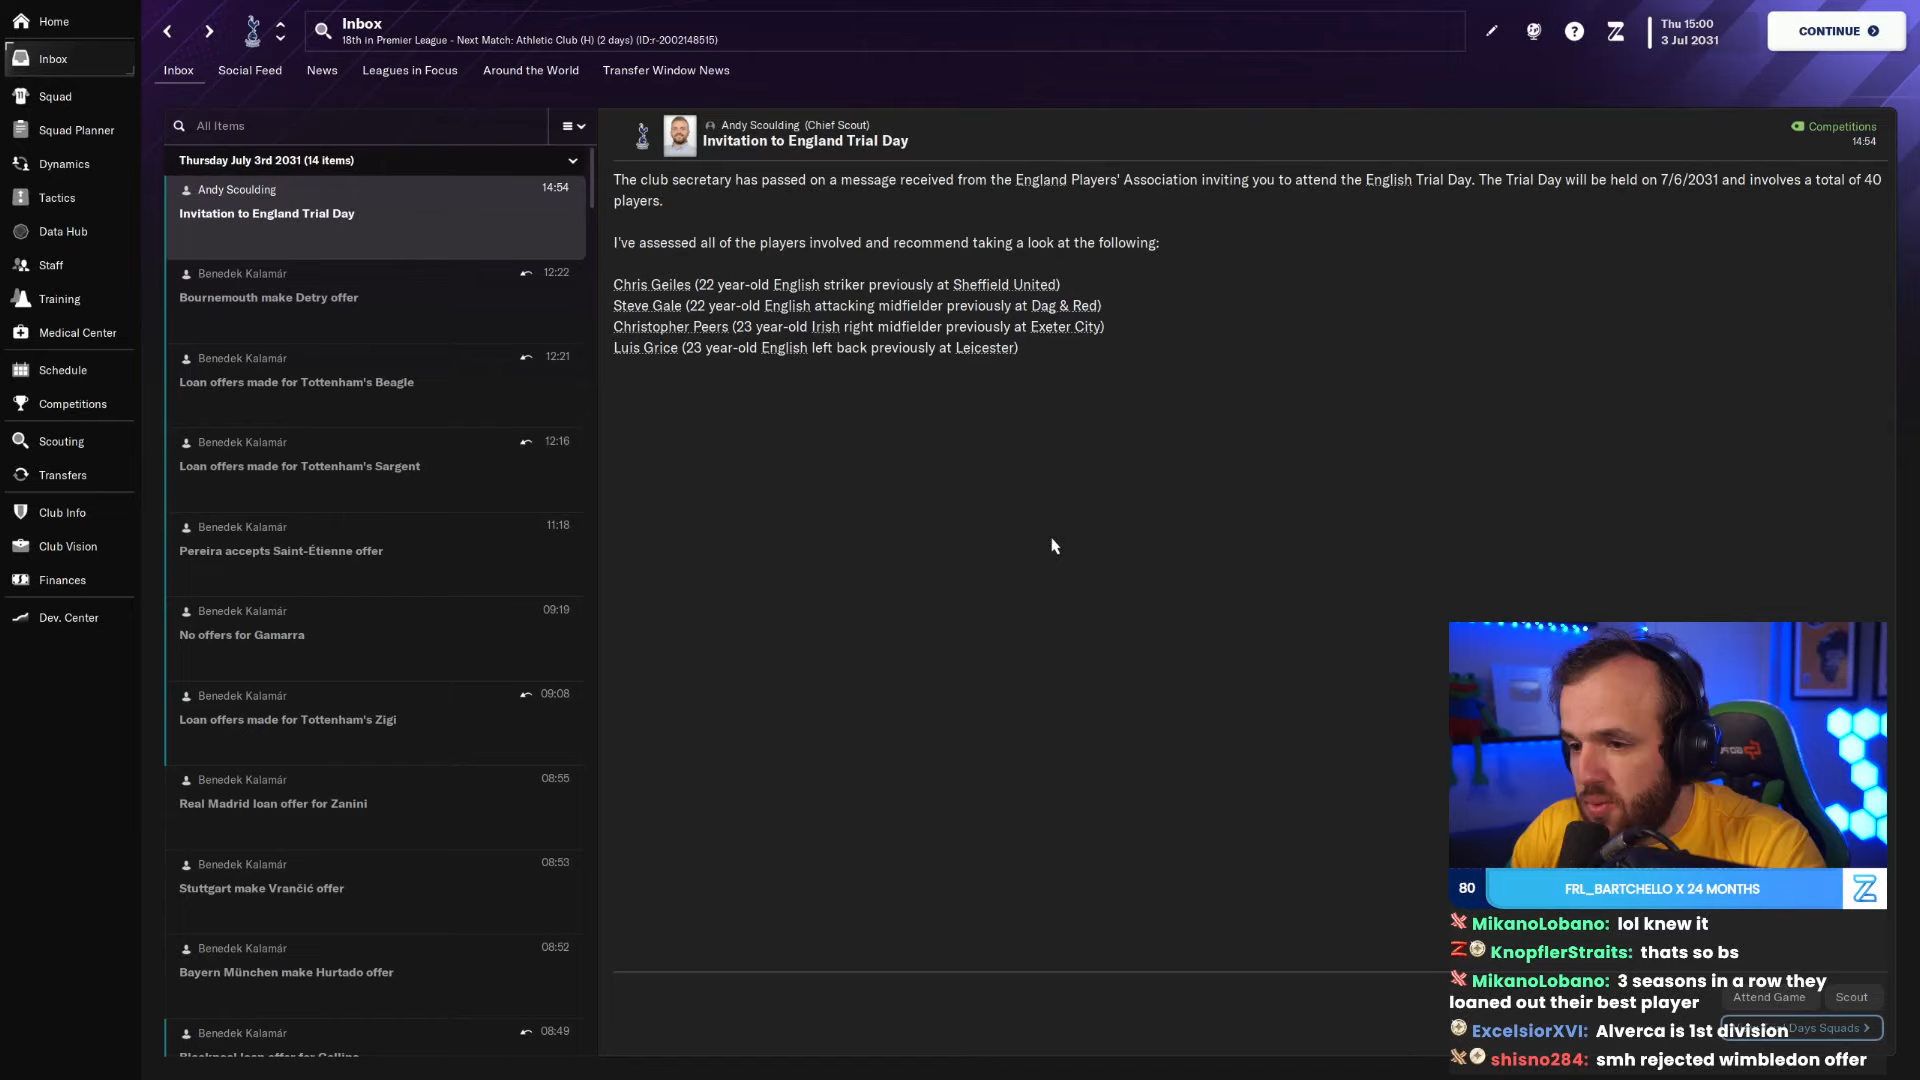 Home
Inbox
Squad
Squad Planner
Dynamics
Tactics
Data Hub
Staff
Training
Medical Center
Schedule
Competitions
Scouting
Transfers
Club Info
Club Vision
Finances
Dev. Center
Inbox
18th in Premier League - Next Match: Athletic Club (H) (2 days) (ID:r-2002148515)
Thu 15:00
3 Jul 2031
CONTINUE
Inbox
Social Feed
News
Leagues in Focus
Around the World
Transfer Window News
All Items
Thursday July 3rd 2031 (14 items)
Andy Scoulding 14:54
Invitation to England Trial Day
Benedek Kalamár 12:22
Bournemouth make Detry offer
Benedek Kalamár 12:21
Loan offers made for Tottenham's Beagle
Benedek Kalamár 12:16
Loan offers made for Tottenham's Sargent
Benedek Kalamár 11:18
Pereira accepts Saint-Étienne offer
Benedek Kalamár 09:19
No offers for Gamarra
Benedek Kalamár 09:08
Loan offers made for Tottenham's Zigi
Benedek Kalamár 08:55
Real Madrid loan offer for Zanini
Benedek Kalamár 08:53
Stuttgart make Vrančić offer
Benedek Kalamár 08:52
Bayern München make Hurtado offer
Benedek Kalamár 08:49
Andy Scoulding (Chief Scout)
Invitation to England Trial Day
Competitions
14:54
The club secretary has passed on a message received from the England Players' Association inviting you to attend the English Trial Day. The Trial Day will be held on 7/6/2031 and involves a total of 40
players.
I've assessed all of the players involved and recommend taking a look at the following:
Chris Geiles (22 year-old English striker previously at Sheffield United)
Steve Gale (22 year-old English attacking midfielder previously at Dag & Red)
Christopher Peers (23 year-old Irish right midfielder previously at Exeter City)
Luis Grice (23 year-old English left back previously at Leicester)
80
FRL_BARTCHELLO X 24 MONTHS
MikanoLobano: lol knew it
KnopflerStraits: thats so bs
MikanoLobano: 3 seasons in a row they
loaned out their best player
Attend Game
Scout
ExcelsiorXVI: Alverca is 1st division
Days Squads
shisno284: smh rejected wimbledon offer